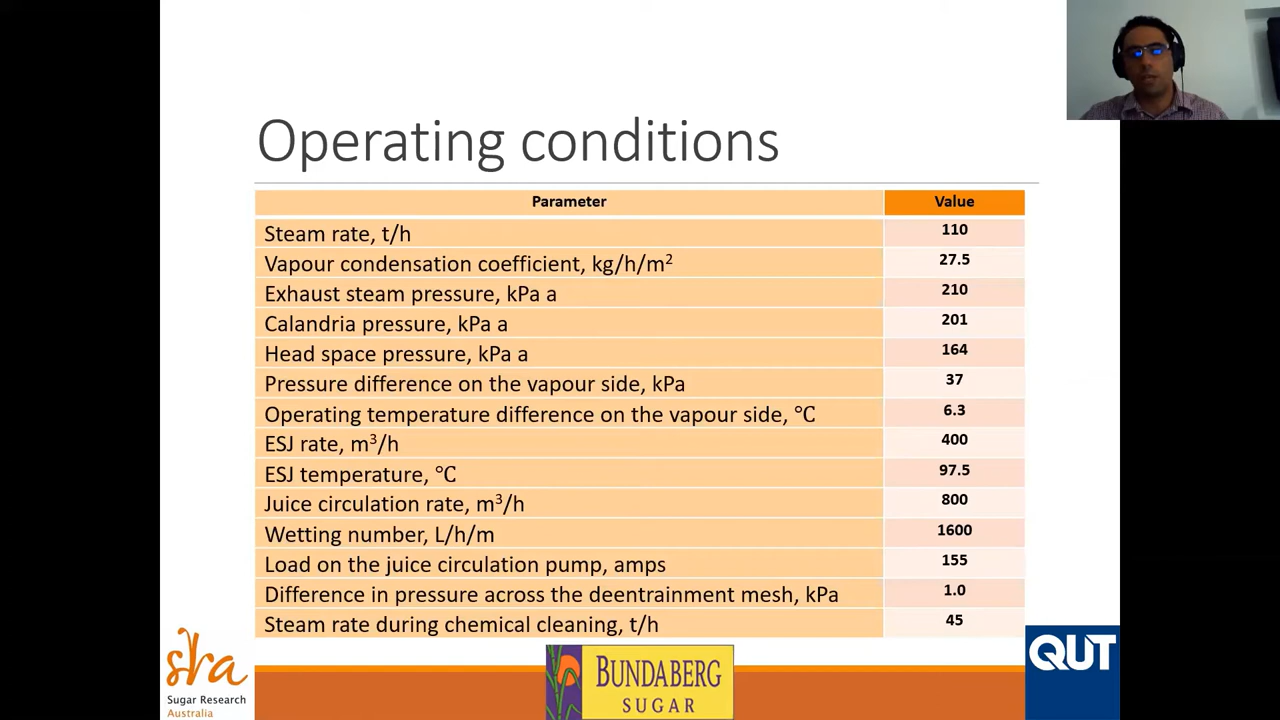 Operating conditions
Parameter Value
Steam rate, t/h 110
Vapour condensation coefficient, kg/h/m² 27.5
Exhaust steam pressure, kPa a 210
Calandria pressure, kPa a 201
Head space pressure, kPa a 164
Pressure difference on the vapour side, kPa 37
Operating temperature difference on the vapour side, ℃ 6.3
ESJ rate, m³/h 400
ESJ temperature, ℃ 97.5
Juice circulation rate, m³/h 800
Wetting number, L/h/m 1600
Load on the juice circulation pump, amps 155
Difference in pressure across the deentrainment mesh, kPa 1.0
Steam rate during chemical cleaning, t/h 45
sra
Sugar Research
Australia
BUNDABERG
SUGAR
QUT